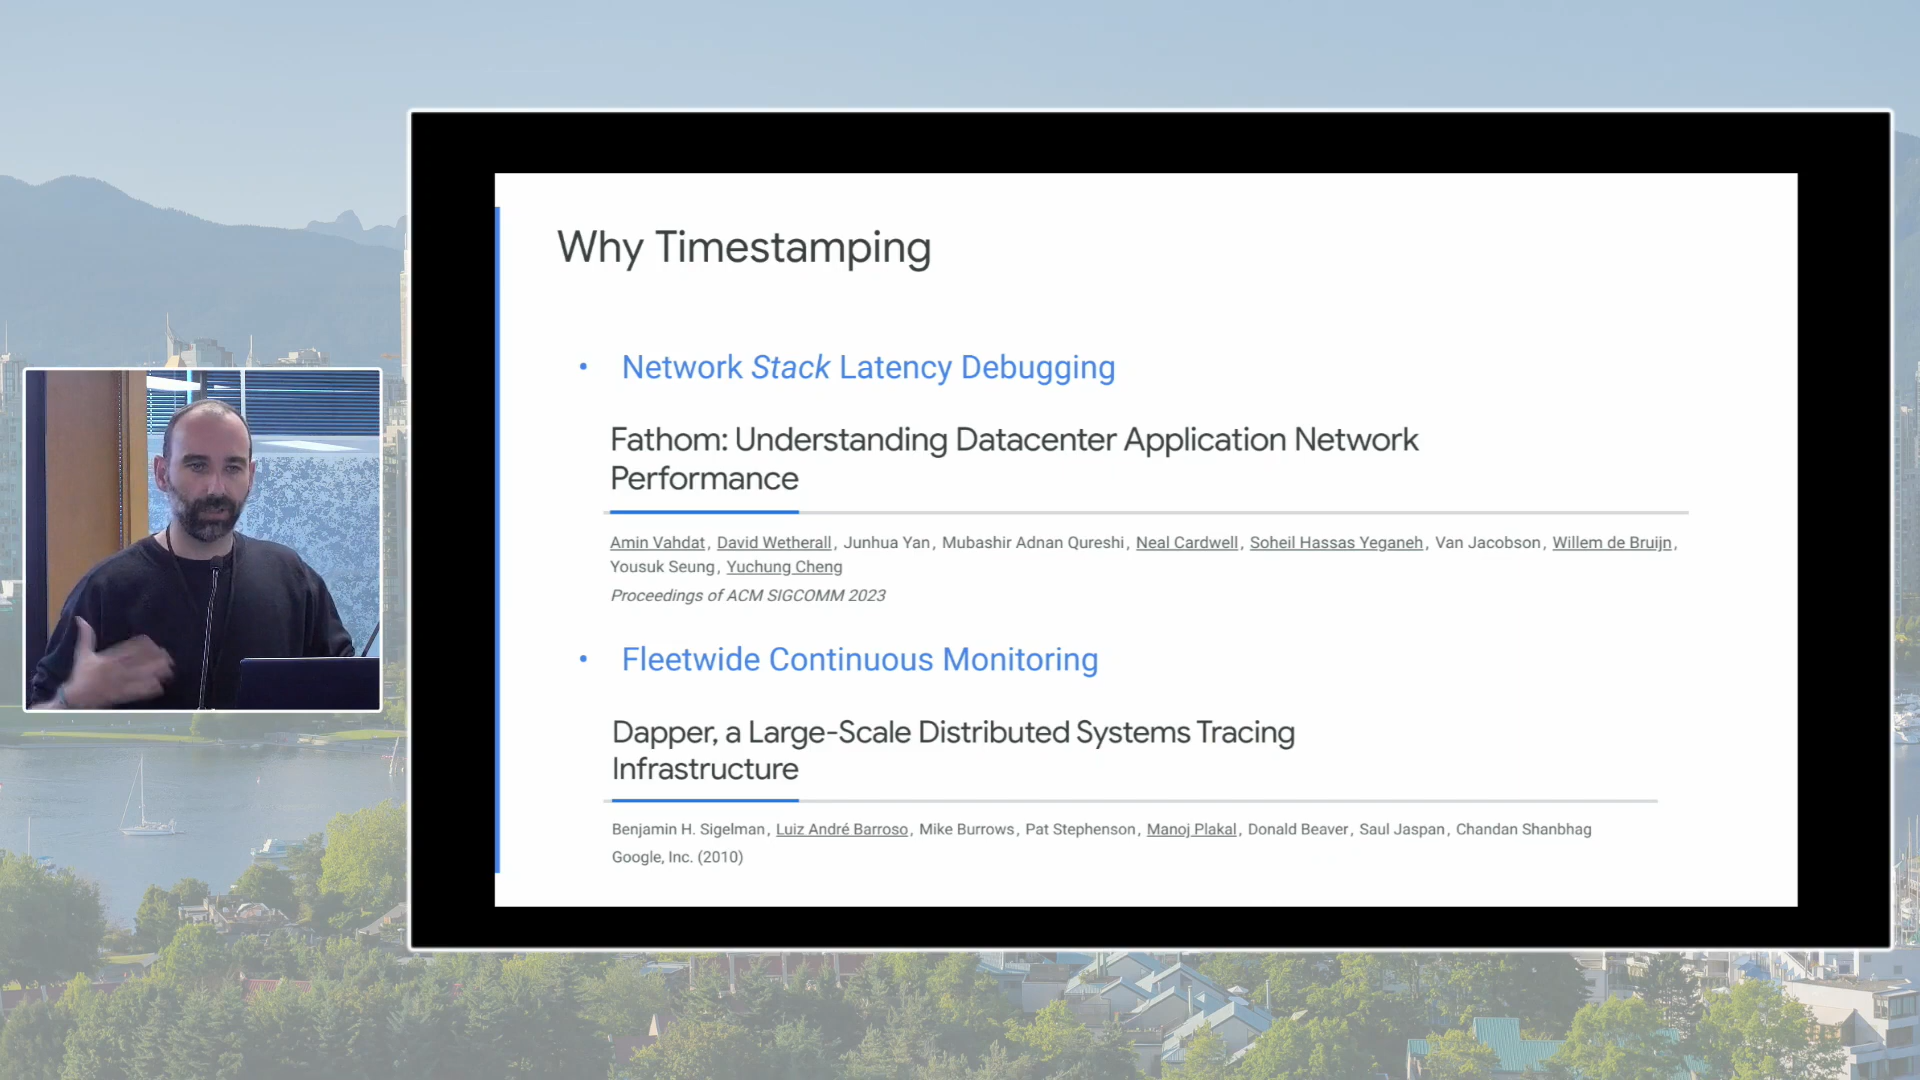 Why Timestamping
• Network Stack Latency Debugging
Fathom: Understanding Datacenter Application Network
Performance
Amin Vahdat, David Wetherall, Junhua Yan, Mubashir Adnan Qureshi, Neal Cardwell, Soheil Hassas Yeganeh, Van Jacobson, Willem de Bruijn,
Yousuk Seung, Yuchung Cheng
Proceedings of ACM SIGCOMM 2023
• Fleetwide Continuous Monitoring
Dapper, a Large-Scale Distributed Systems Tracing
Infrastructure
Benjamin H. Sigelman, Luiz André Barroso, Mike Burrows, Pat Stephenson, Manoj Plakal, Donald Beaver, Saul Jaspan, Chandan Shanbhag
Google, Inc. (2010)